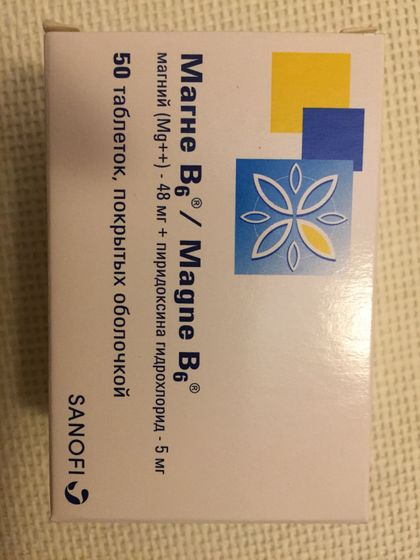 Магне B₆® / Magne B₆®
магний (Mg++) - 48 мг + пиридоксина гидрохлорид - 5 мг
50 таблеток, покрытых оболочкой
SANOFI